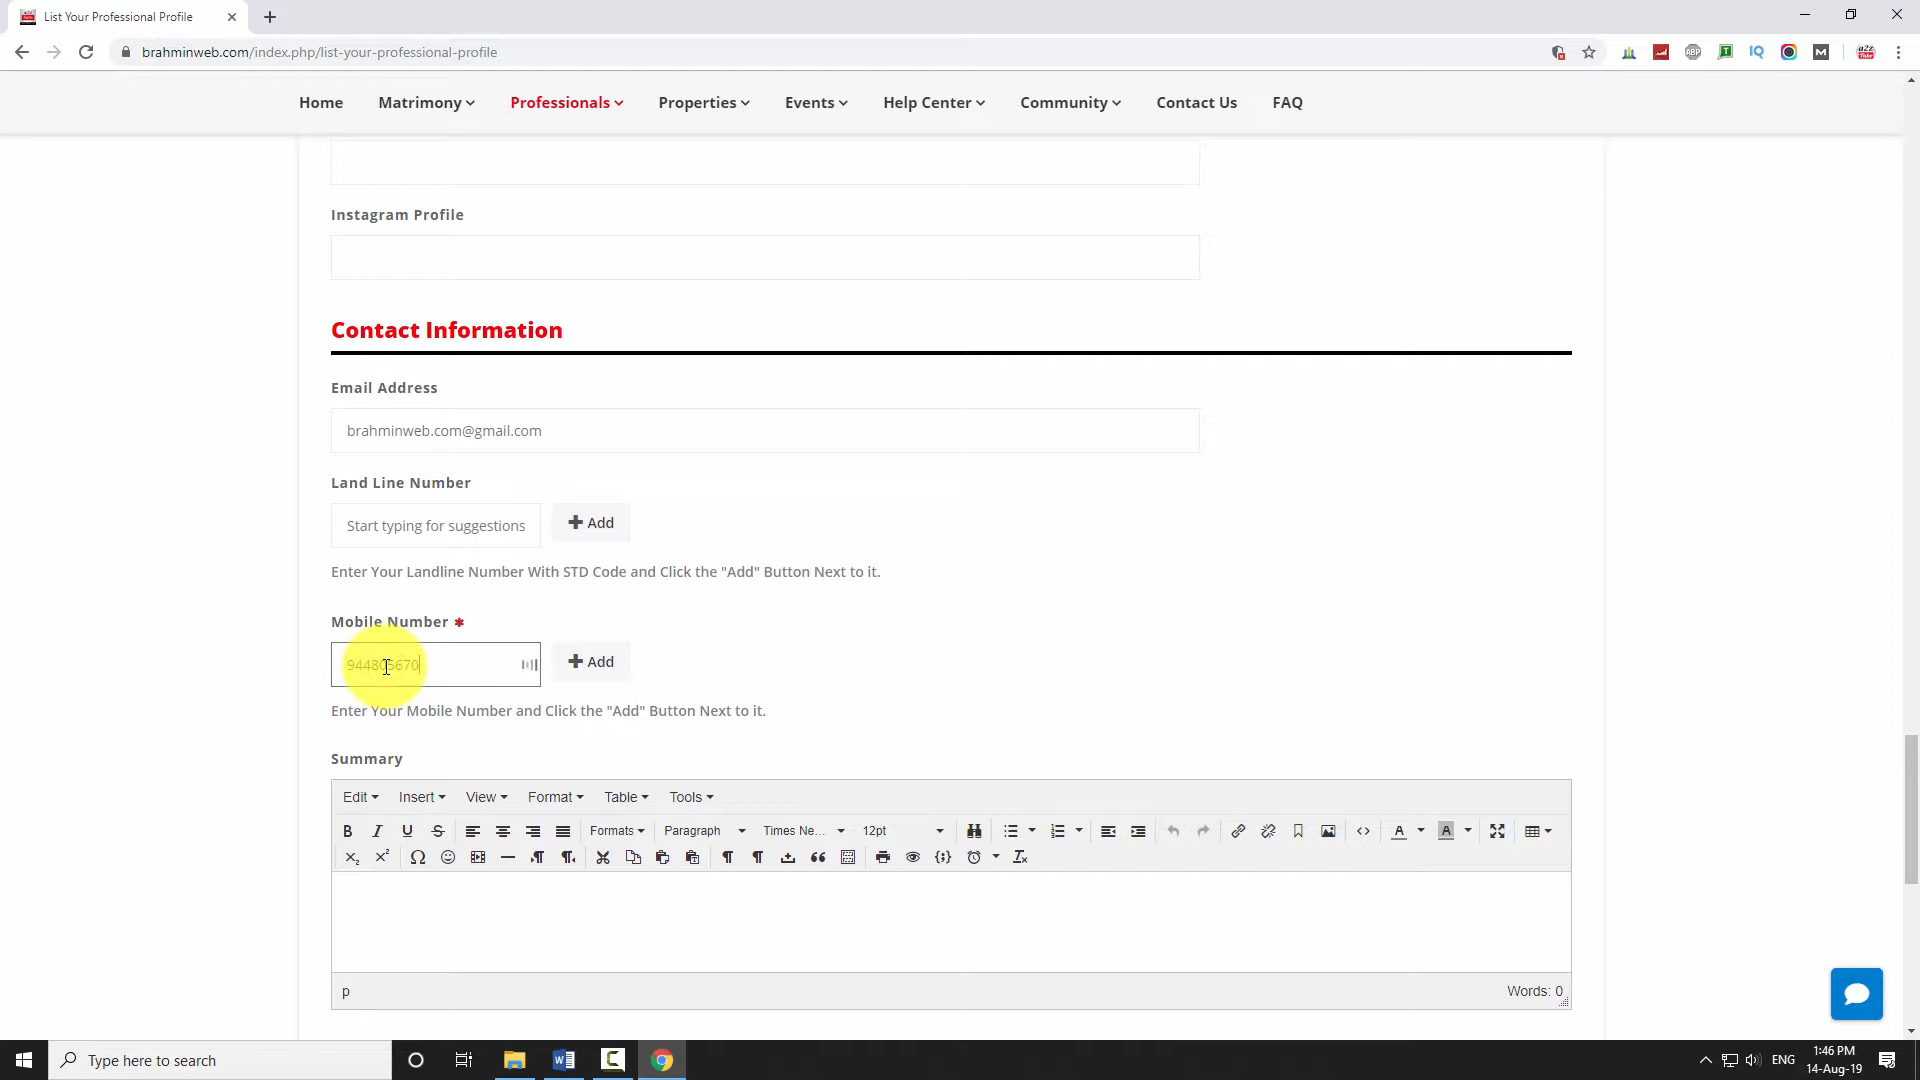 List Your Professional Profile
brahminweb.com/index.php/list-your-professional-profile
Home Matrimony Professionals Properties Events Help Center Community Contact Us FAQ
Instagram Profile
Contact Information
Email Address
brahminweb.com@gmail.com
Land Line Number
Start typing for suggestions
Add
Enter Your Landline Number With STD Code and Click the "Add" Button Next to it.
Mobile Number *
944805670
Add
Enter Your Mobile Number and Click the "Add" Button Next to it.
Summary
Edit Insert View Format Table Tools
B I U S Formats Paragraph Times Ne... 12pt A A
p
Words: 0
Type here to search
ENG
1:46 PM
14-Aug-19